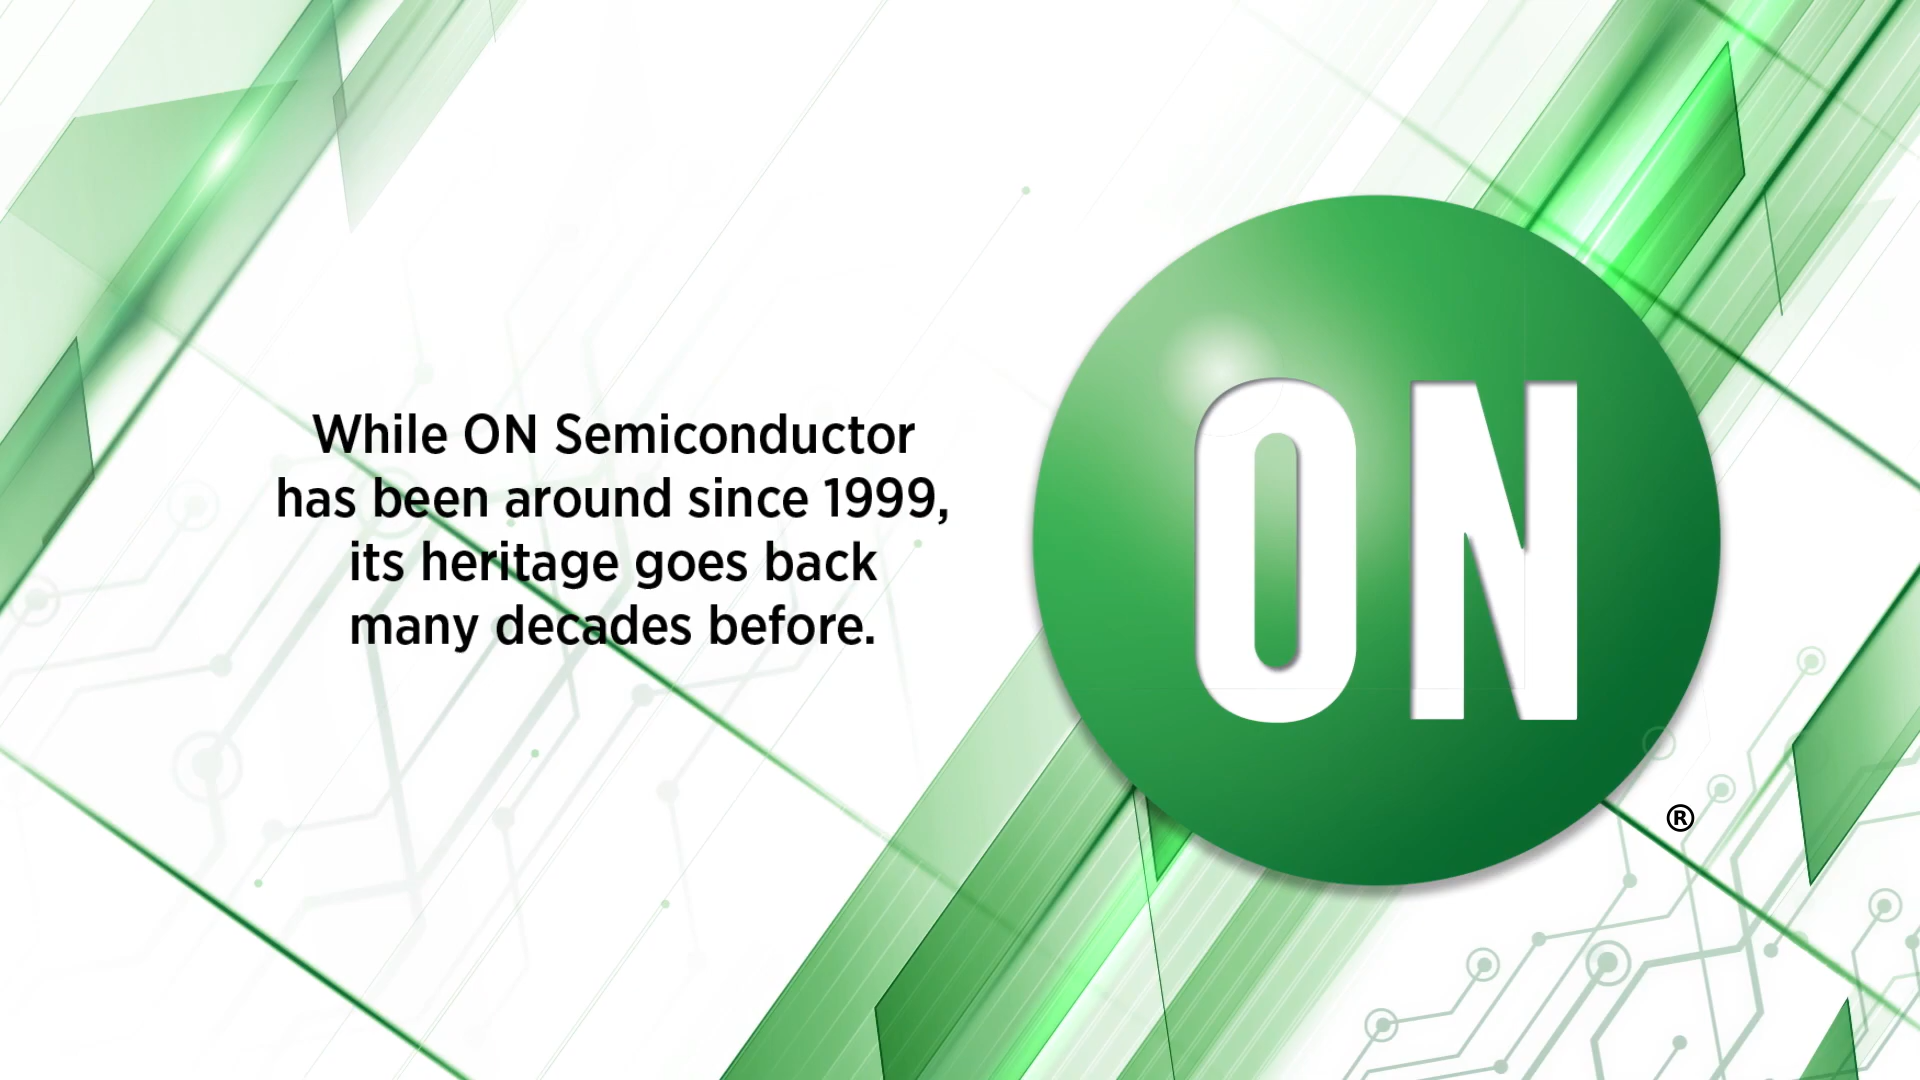 While ON Semiconductor
has been around since 1999,
its heritage goes back
many decades before.
ON
®